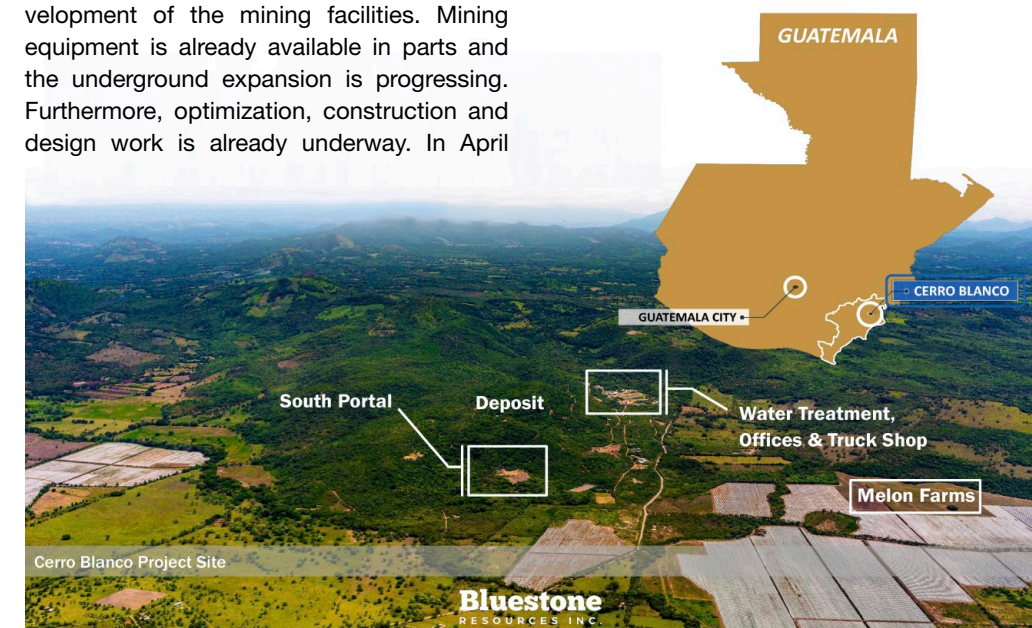 velopment of the mining facilities. Mining
equipment is already available in parts and
the underground expansion is progressing.
Furthermore, optimization, construction and
design work is already underway. In April
GUATEMALA
CERRO BLANCO
GUATEMALA CITY
South Portal
Deposit
Water Treatment,
Offices & Truck Shop
Melon Farms
Cerro Blanco Project Site
Bluestone
RESOURCES INC.